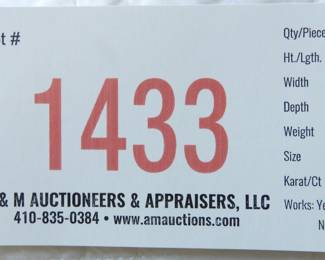 t #
1433
& M AUCTIONEERS & APPRAISERS, LLC
410-835-0384 • www.amauctions.com
Qty/Piece
Ht./Lgth.
Width
Depth
Weight
Size
Karat/Ct
Works: Ye
N